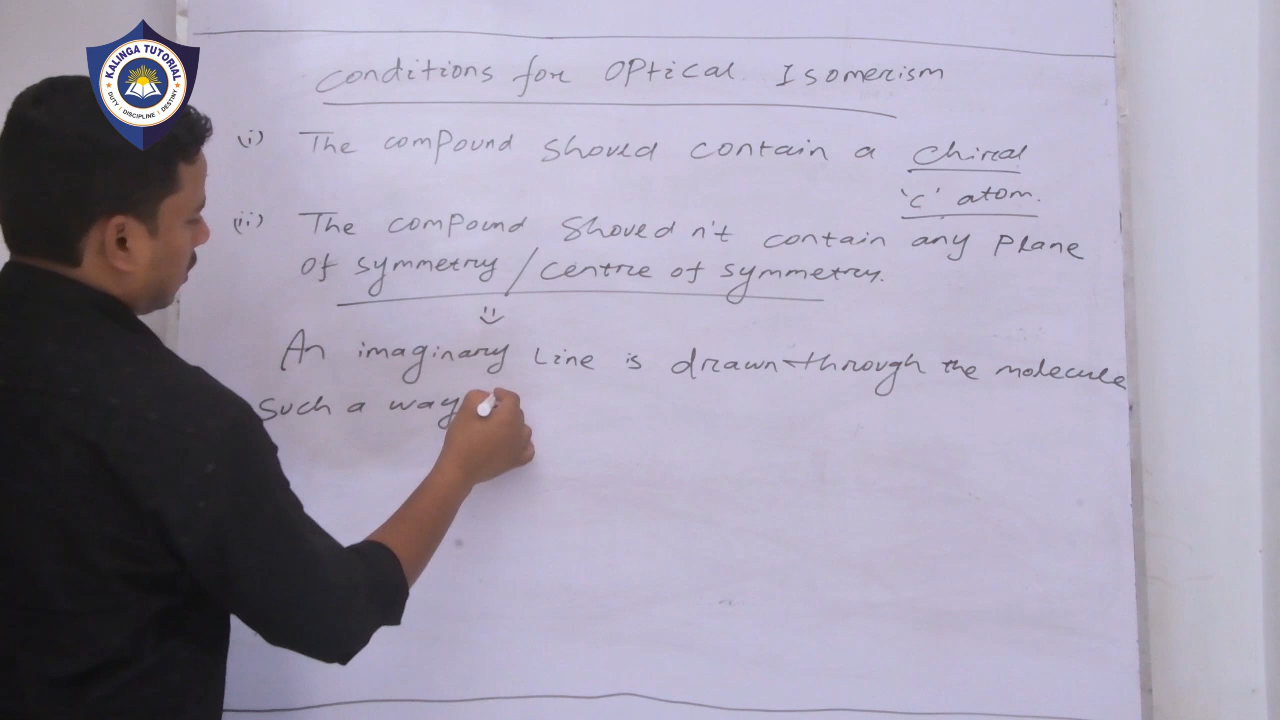 KALINGA TUTORIAL
DUTY | DISCIPLINE | DESTINY
Conditions for Optical Isomerism
(i) The compound should contain a chiral
'c' atom.
(ii) The compound should n't contain any plane
of symmetry / centre of symmetry.
An imaginary line is drawn through the molecule
such a way